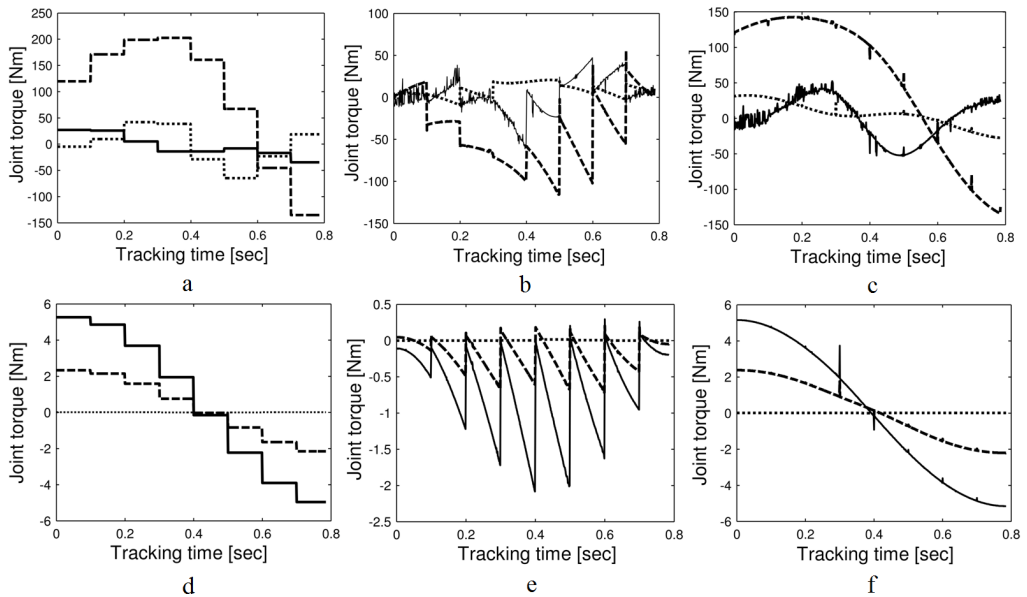 250
200
150
100
50
0
-50
-100
-150
0 0.2 0.4 0.6 0.8
Joint torque [Nm]
Tracking time [sec]
a
100
50
0
-50
-100
-150
0 0.2 0.4 0.6 0.8
Joint torque [Nm]
Tracking time [sec]
b
150
100
50
0
-50
-100
-150
0 0.2 0.4 0.6 0.8
Joint torque [Nm]
Tracking time [sec]
c
6
4
2
0
-2
-4
-6
0 0.2 0.4 0.6 0.8
Joint torque [Nm]
Tracking time [sec]
d
0.5
0
-0.5
-1
-1.5
-2
-2.5
0 0.2 0.4 0.6 0.8
Joint torque [Nm]
Tracking time [sec]
e
6
4
2
0
-2
-4
-6
0 0.2 0.4 0.6 0.8
Joint torque [Nm]
Tracking time [sec]
f